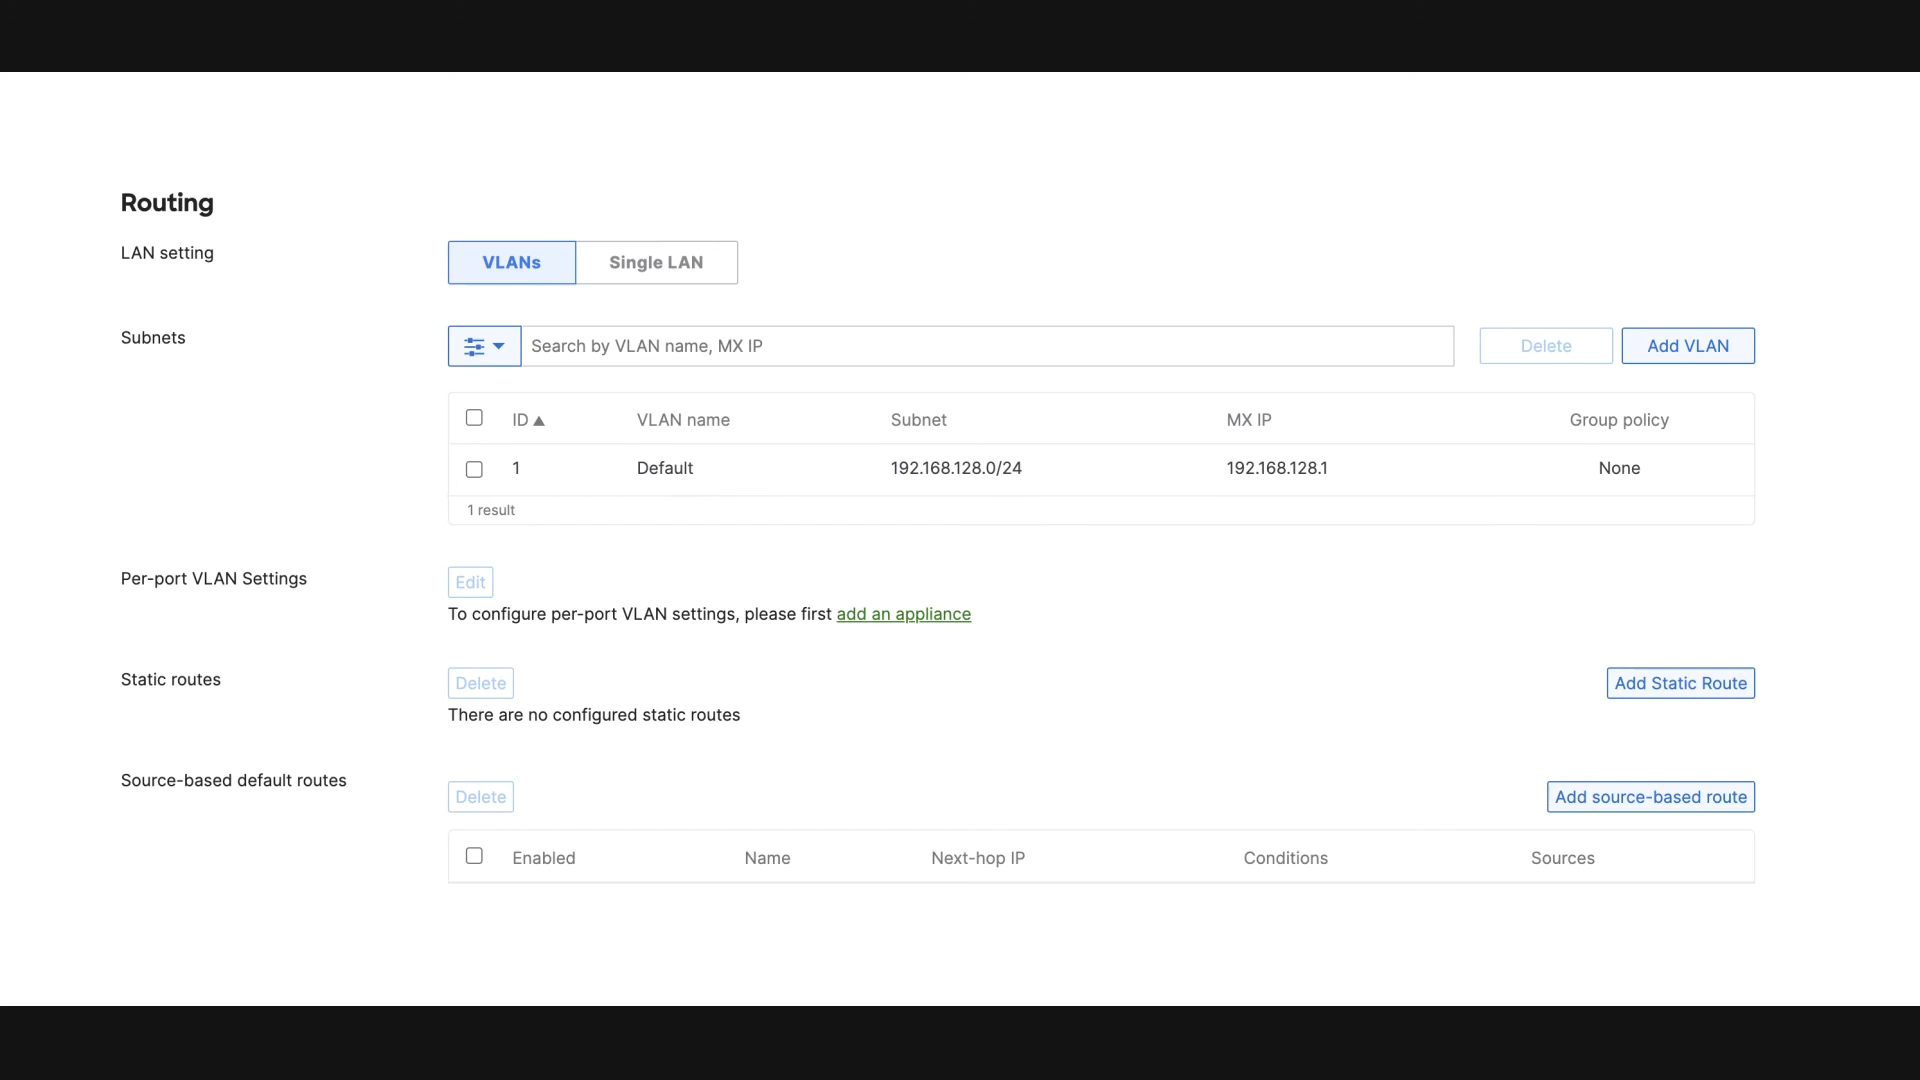 Routing
LAN setting
VLANs
Single LAN
Subnets
Search by VLAN name, MX IP
Delete
Add VLAN
ID ▲ VLAN name Subnet MX IP Group policy
1 Default 192.168.128.0/24 192.168.128.1 None
1 result
Per-port VLAN Settings
Edit
To configure per-port VLAN settings, please first add an appliance
Static routes
Delete
Add Static Route
There are no configured static routes
Source-based default routes
Delete
Add source-based route
Enabled Name Next-hop IP Conditions Sources